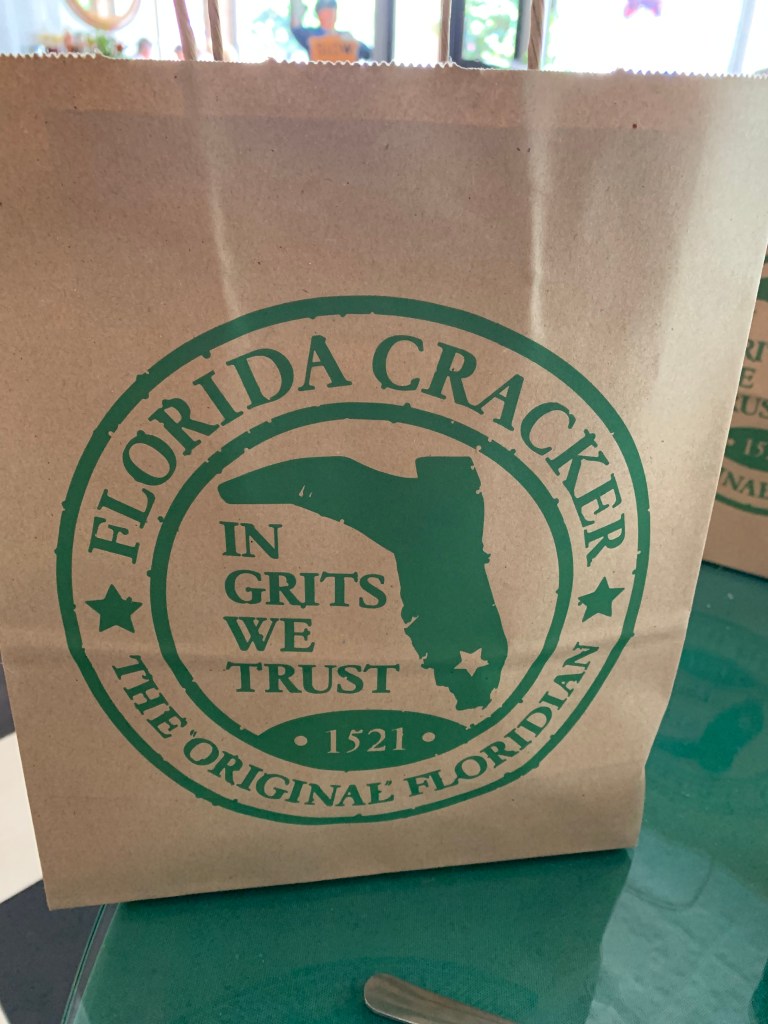 FLORIDA CRACKER
IN
GRITS
WE
TRUST
• 1521 •
THE "ORIGINAL" FLORIDIAN